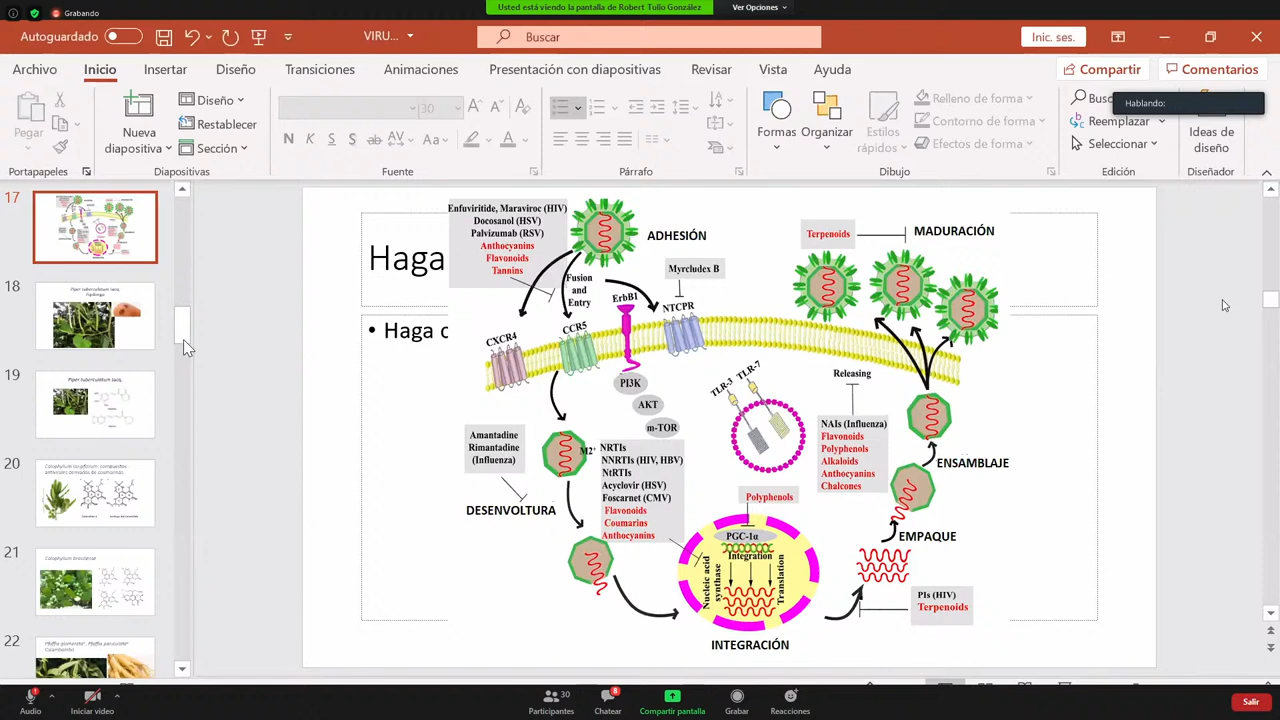 Grabando
Usted está viendo la pantalla de Robert Tulio González
Ver Opciones
Autoguardado
VIRU...
Buscar
Inic. ses.
Archivo
Inicio
Insertar
Diseño
Transiciones
Animaciones
Presentación con diapositivas
Revisar
Vista
Ayuda
Compartir
Comentarios
Pegar
Nueva
diapositiva
Diseño
Restablecer
Sección
30
N K S ab AV Aa A
Formas
Organizar
Estilos
rápidos
Relleno de forma
Contorno de forma
Efectos de forma
Hablando:
Reemplazar
Seleccionar
Ideas de
diseño
Portapapeles
Diapositivas
Fuente
Párrafo
Dibujo
Edición
Diseñador
17
18
19
20
21
22
Haga
• Haga c
Enfuviritide, Maraviroc (HIV)
Docosanol (HSV)
Palvizumab (RSV)
Anthocyanins
Flavonoids
Tannins
ADHESIÓN
Fusion
and
Entry
Myrcludex B
Terpenoids
MADURACIÓN
CXCR4
CCR5
ErbB1
NTCPR
PI3K
AKT
m-TOR
TLR-3
TLR-7
Releasing
Amantadine
Rimantadine
(Influenza)
M2+
DESENVOLTURA
NRTIs
NNRTIs (HIV, HBV)
NtRTIs
Acyclovir (HSV)
Foscarnet (CMV)
Flavonoids
Coumarins
Anthocyanins
NAIs (Influenza)
Flavonoids
Polyphenols
Alkaloids
Anthocyanins
Chalcones
ENSAMBLAJE
Polyphenols
PGC-1α
Integration
Nucleic acid
synthase
Translation
INTEGRACIÓN
EMPAQUE
PIs (HIV)
Terpenoids
Audio
Iniciar video
Participantes
30
Chatear
8
Compartir pantalla
Grabar
Reacciones
Salir